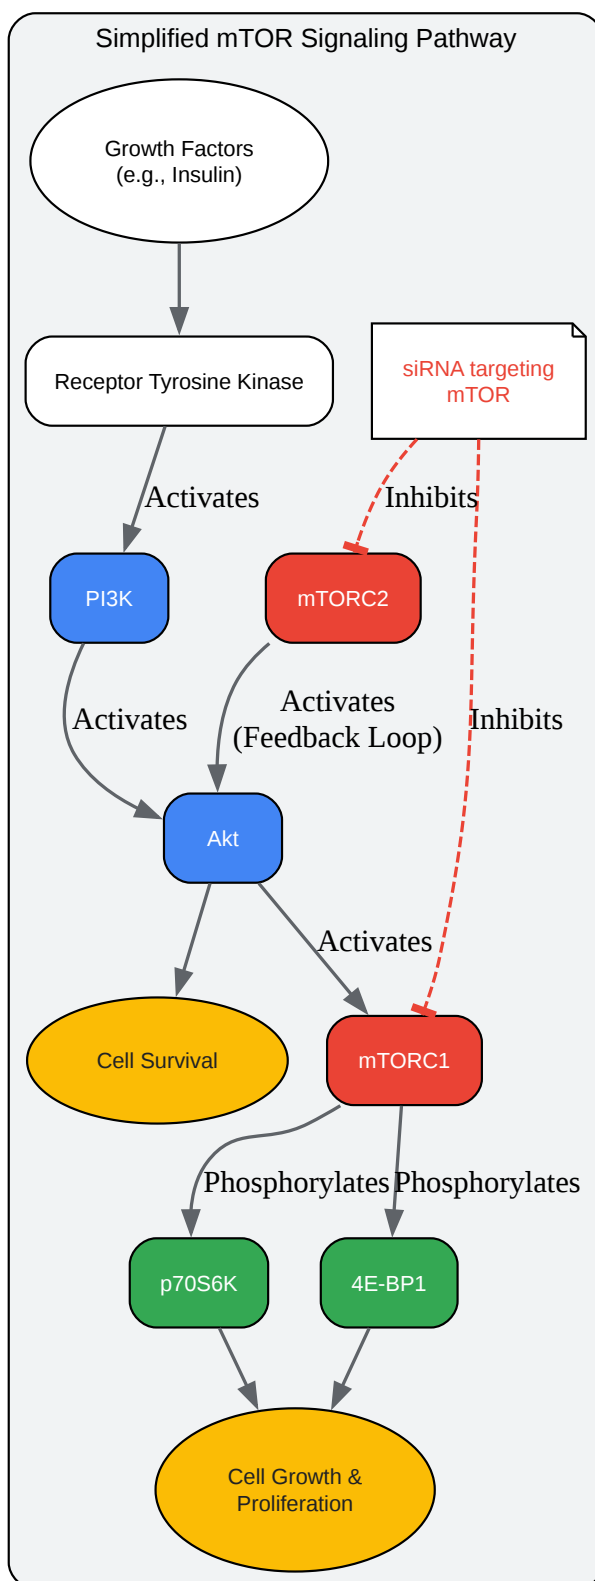 Simplified mTOR Signaling Pathway
Growth Factors
(e.g., Insulin)
Receptor Tyrosine Kinase
siRNA targeting
mTOR
Activates
Inhibits
PI3K
mTORC2
Activates
Activates
(Feedback Loop)
Inhibits
Akt
Activates
Cell Survival
mTORC1
Phosphorylates
Phosphorylates
p70S6K
4E-BP1
Cell Growth &
Proliferation